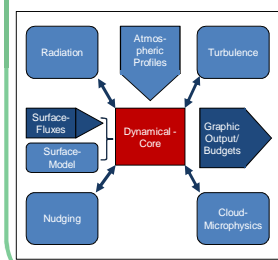 Radiation
Atmos-
pheric
Profiles
Turbulence
Surface-
Fluxes
Surface-
Model
Dynamical -
Core
Graphic
Output/
Budgets
Nudging
Cloud-
Microphysics